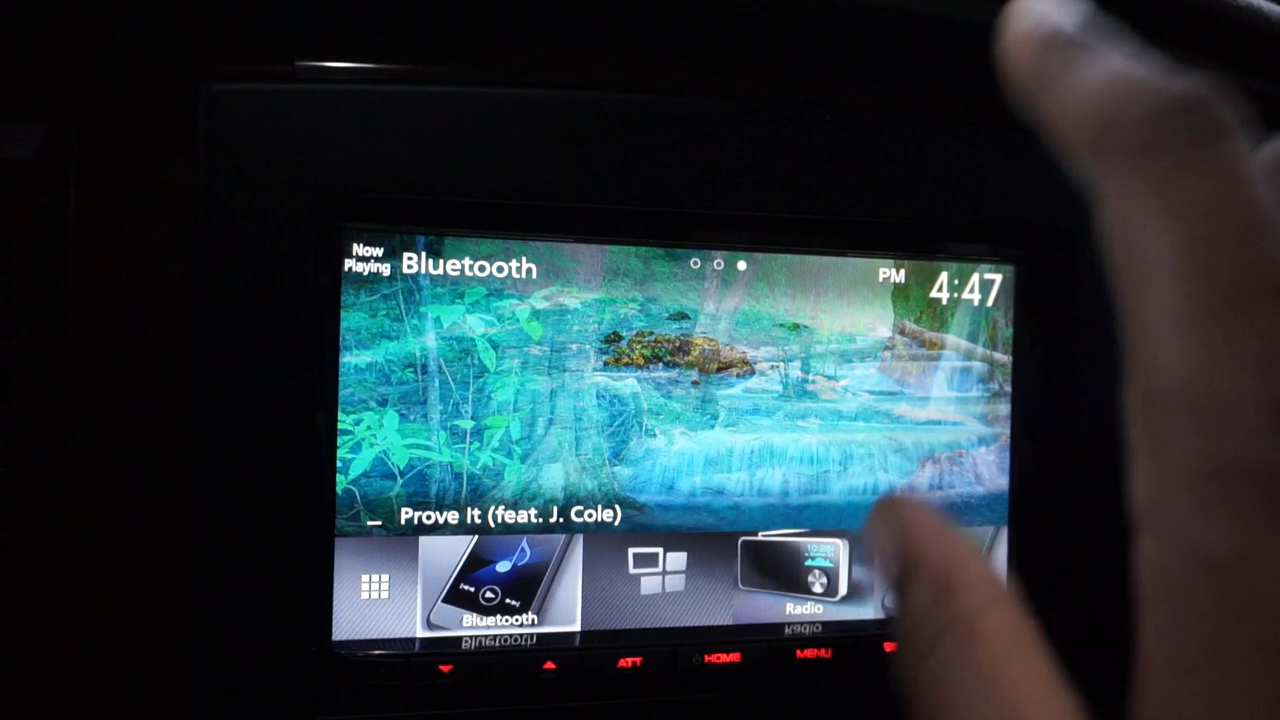 Now
Playing
Bluetooth
PM 4:47
Prove It (feat. J. Cole)
Bluetooth
Radio
ATT
HOME
MENU